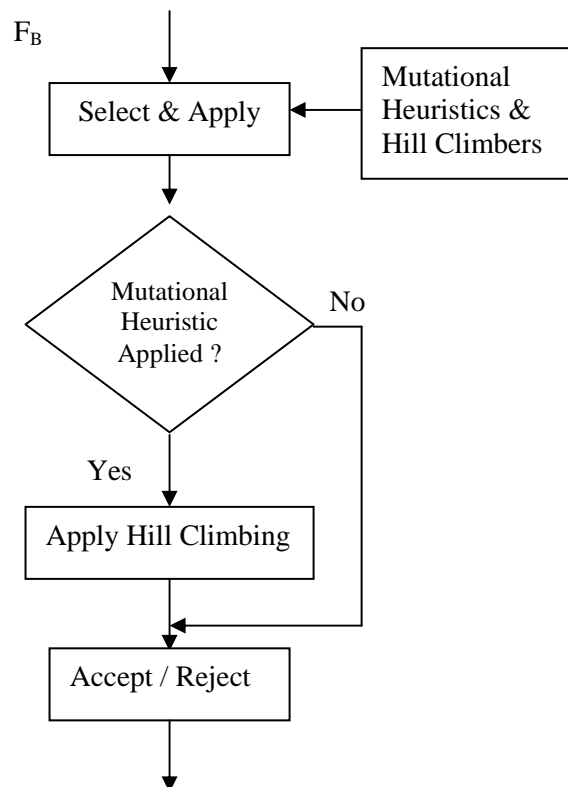 F_B
Select & Apply
Mutational
Heuristics &
Hill Climbers
Mutational
Heuristic
Applied ?
No
Yes
Apply Hill Climbing
Accept / Reject